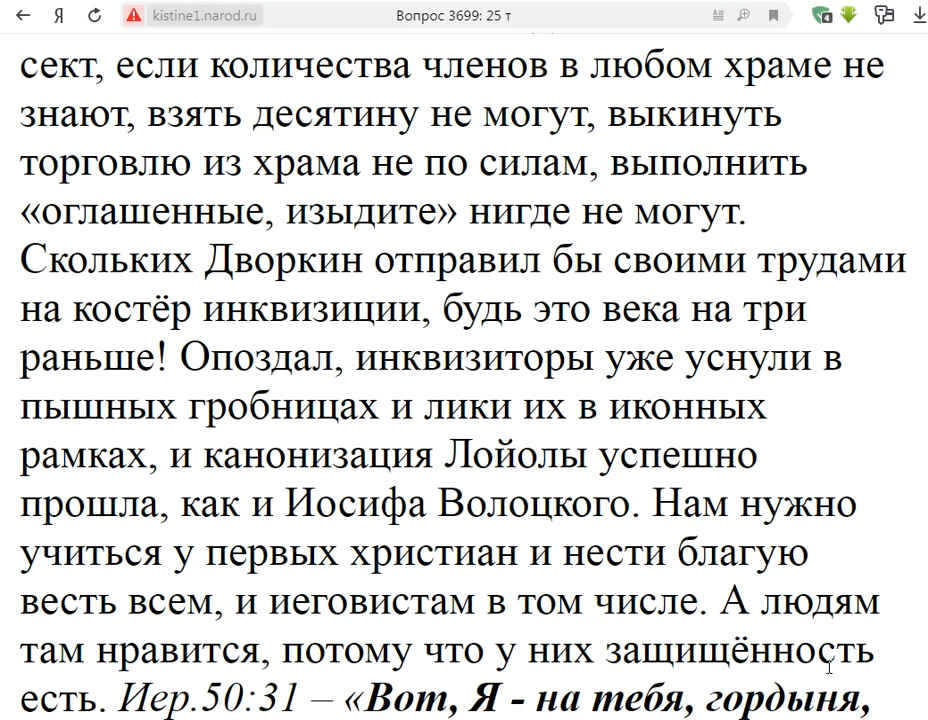 Я kistine1.narod.ru Вопрос 3699: 25 т 4
сект, если количества членов в любом храме не
знают, взять десятину не могут, выкинуть
торговлю из храма не по силам, выполнить
«оглашенные, изыдите» нигде не могут.
Скольких Дворкин отправил бы своими трудами
на костёр инквизиции, будь это века на три
раньше! Опоздал, инквизиторы уже уснули в
пышных гробницах и лики их в иконных
рамках, и канонизация Лойолы успешно
прошла, как и Иосифа Волоцкого. Нам нужно
учиться у первых христиан и нести благую
весть всем, и иеговистам в том числе. А людям
там нравится, потому что у них защищённость
есть. Иер.50:31 – «Вот, Я - на тебя, гордыня,